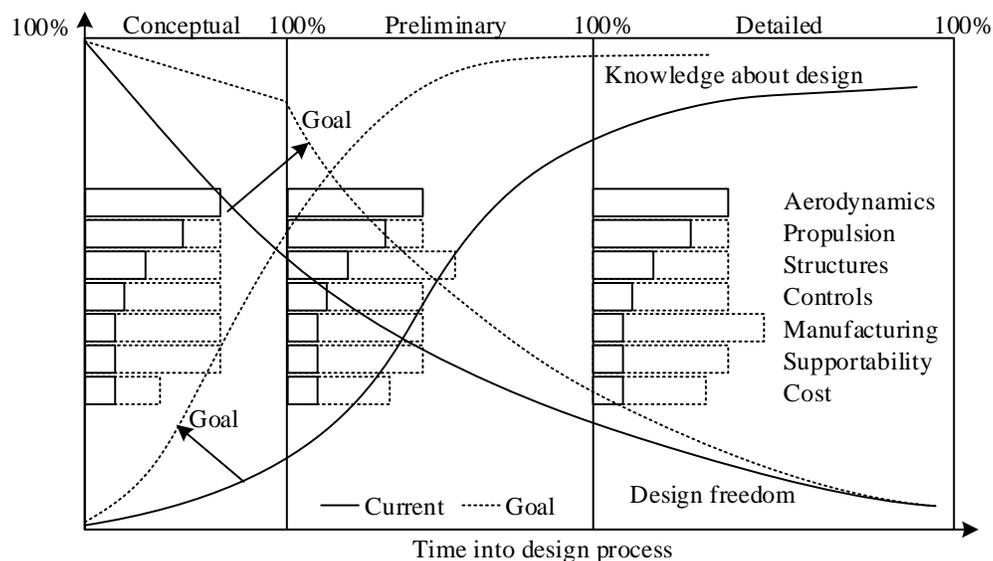 100% Conceptual 100% Preliminary 100% Detailed 100%
Knowledge about design
Goal
Aerodynamics
Propulsion
Structures
Controls
Manufacturing
Supportability
Cost
Goal
Design freedom
Current Goal
Time into design process